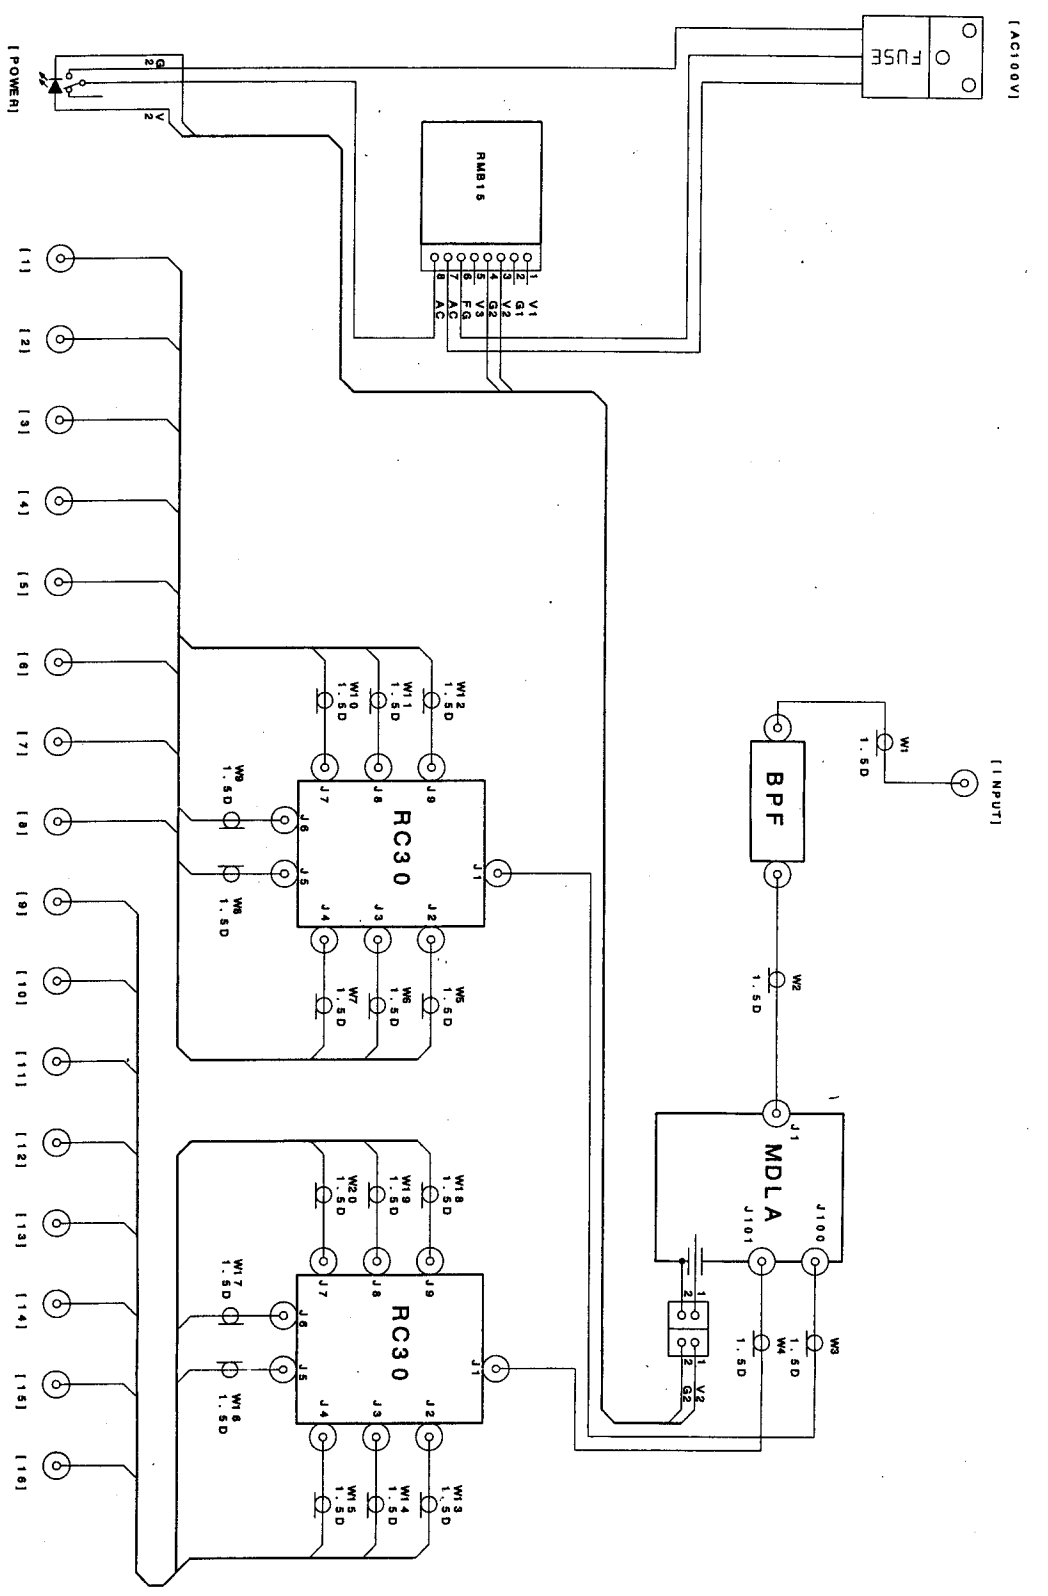 [AC100V]
FUSE
[POWER]
G
2
V
2
RMB15
1 V1
2 G1
3 V2
4 G2
5 V3
6 FG
7 AC
8 AC
[INPUT]
W1
1.5D
BPF
W2
1.5D
J1
MDLA
J100
J101
W3
1.5D
W4
1.5D
1
2
1 V2
2 G2
W12
1.5D
W11
1.5D
W10
1.5D
J9
J8
J7
RC30
J1
J6
J5
J2
J3
J4
W9
1.5D
W8
1.5D
W5
1.5D
W6
1.5D
W7
1.5D
W18
1.5D
W19
1.5D
W20
1.5D
J9
J8
J7
RC30
J1
J6
J5
J2
J3
J4
W17
1.5D
W16
1.5D
W13
1.5D
W14
1.5D
W15
1.5D
[1]
[2]
[3]
[4]
[5]
[6]
[7]
[8]
[9]
[10]
[11]
[12]
[13]
[14]
[15]
[16]